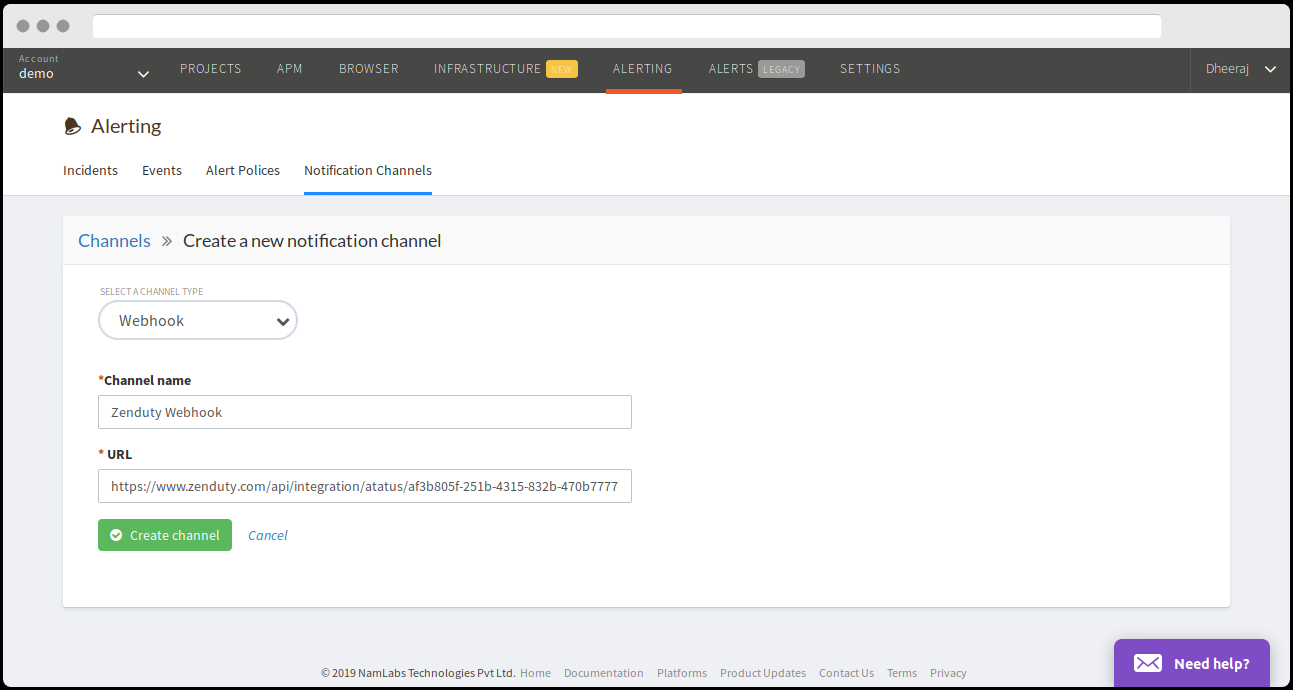 Account
demo
PROJECTS APM BROWSER INFRASTRUCTURE NEW ALERTING ALERTS LEGACY SETTINGS Dheeraj
Alerting
Incidents Events Alert Polices Notification Channels
Channels » Create a new notification channel
SELECT A CHANNEL TYPE
Webhook
*Channel name
Zenduty Webhook
* URL
https://www.zenduty.com/api/integration/atatus/af3b805f-251b-4315-832b-470b7777
Create channel Cancel
© 2019 NamLabs Technologies Pvt Ltd. Home Documentation Platforms Product Updates Contact Us Terms Privacy
Need help?